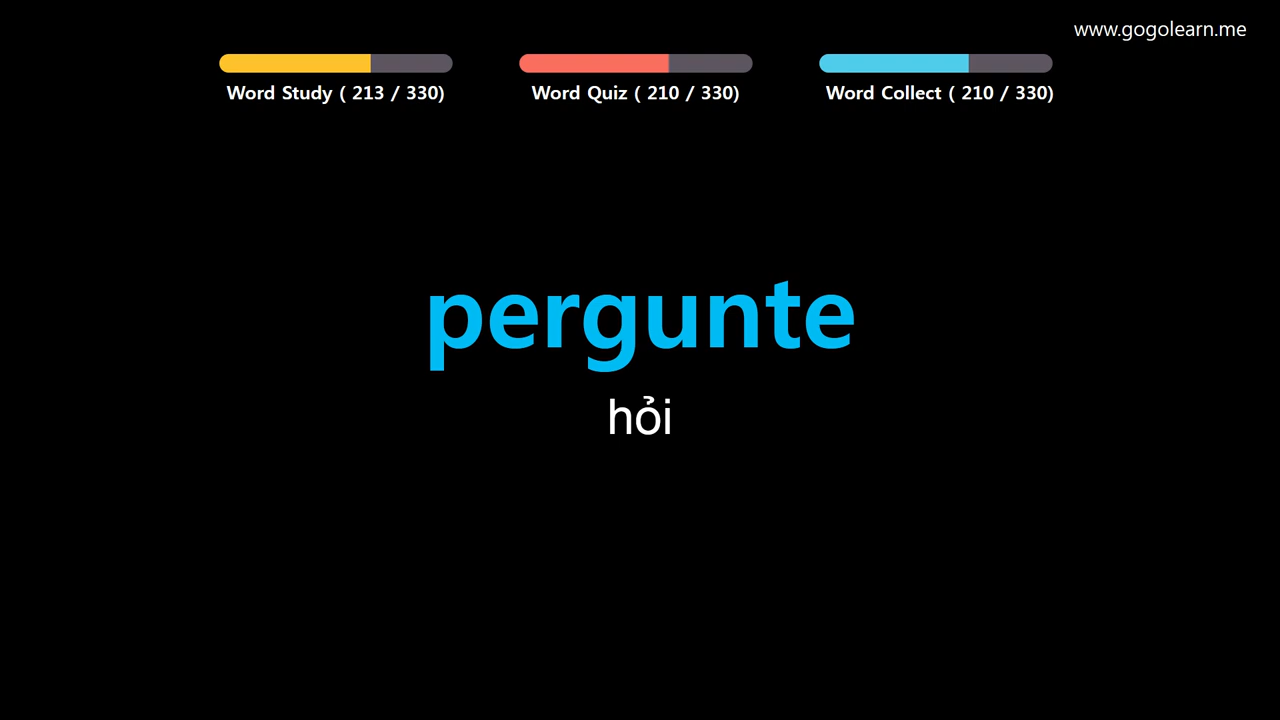 www.gogolearn.me
Word Study ( 213 / 330)
Word Quiz ( 210 / 330)
Word Collect ( 210 / 330)
pergunte
hỏi